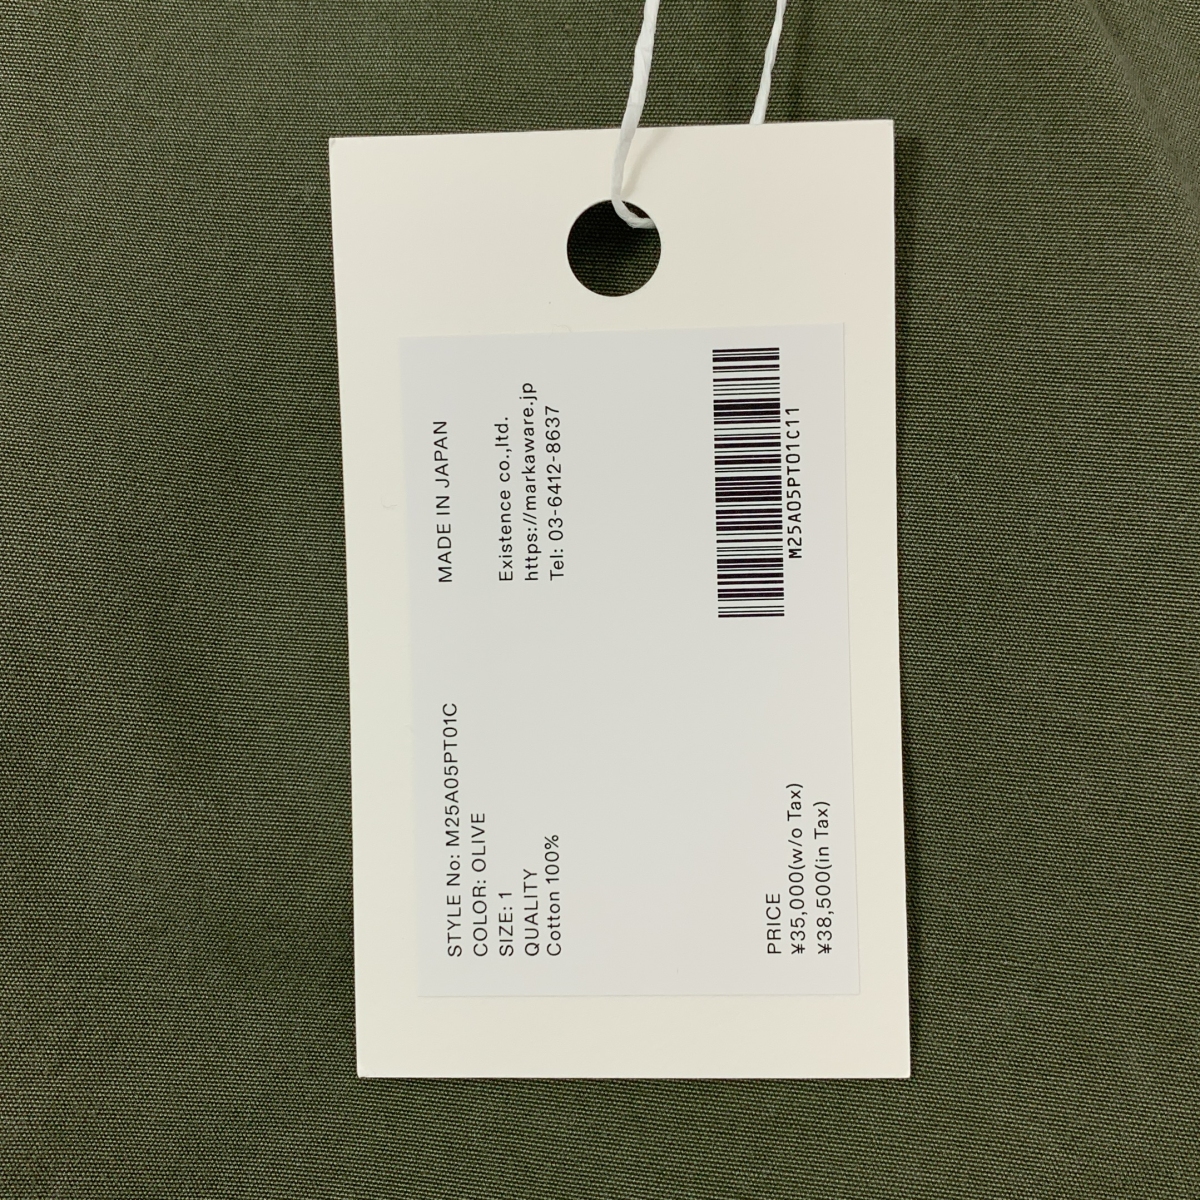 STYLE No: M25A05PT01C
COLOR: OLIVE
SIZE: 1
QUALITY
Cotton 100%
MADE IN JAPAN
Existence co.,ltd.
https://markaware.jp
Tel: 03-6412-8637
PRICE
¥35,000(w/o Tax)
¥38,500(in Tax)
M25A05PT01C11